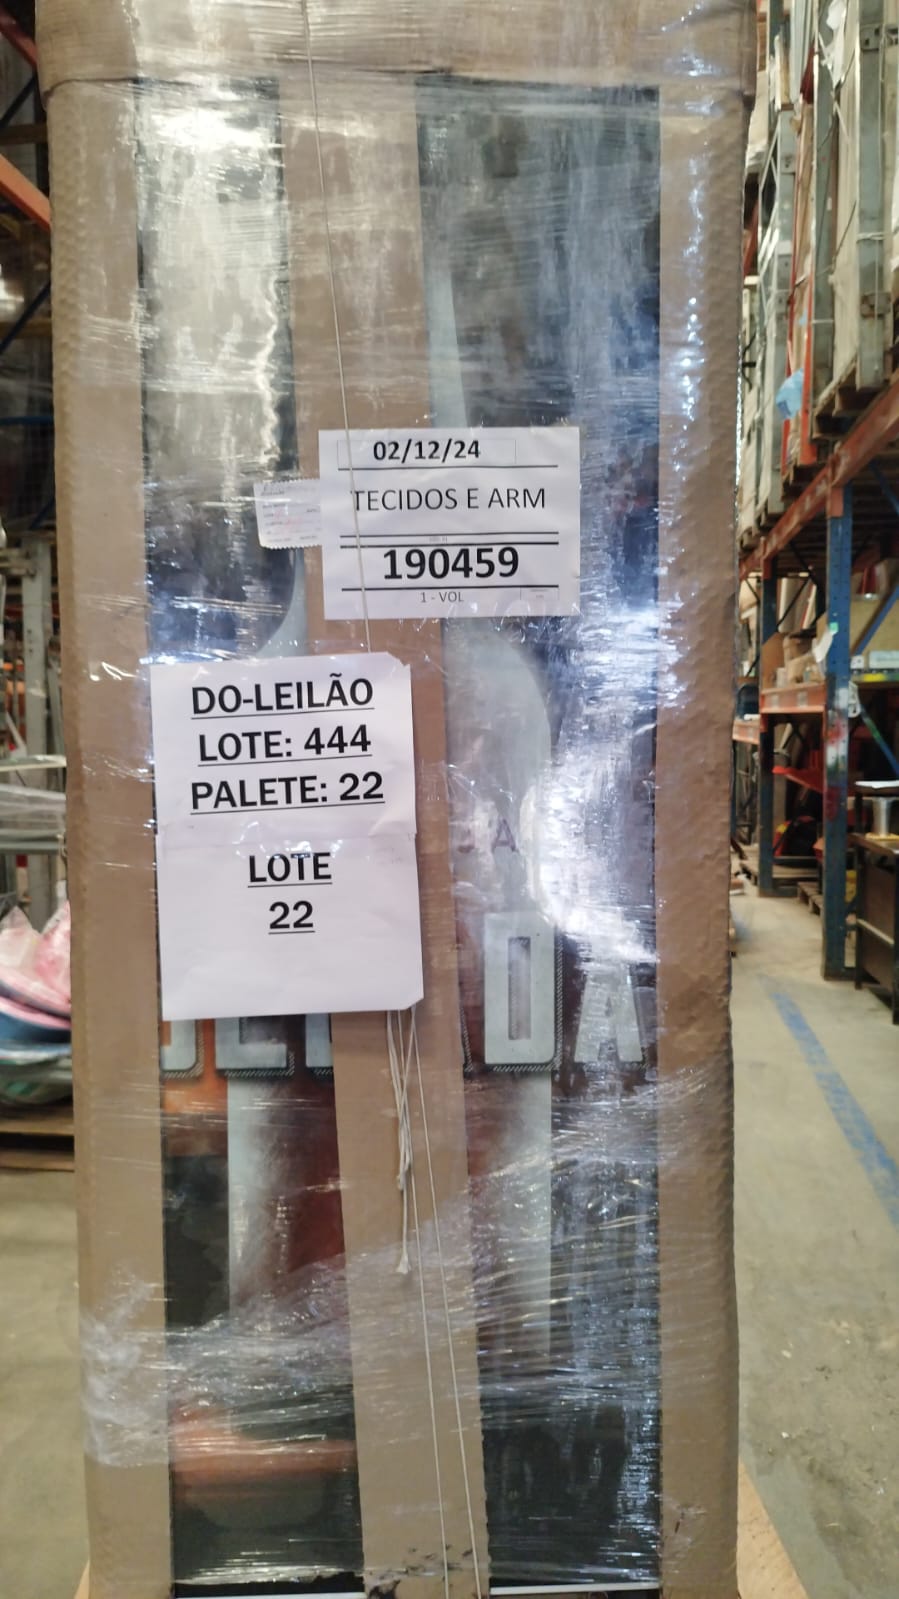 02/12/24
TECIDOS E ARM
190459
1 - VOL
DO-LEILÃO
LOTE: 444
PALETE: 22
LOTE
22